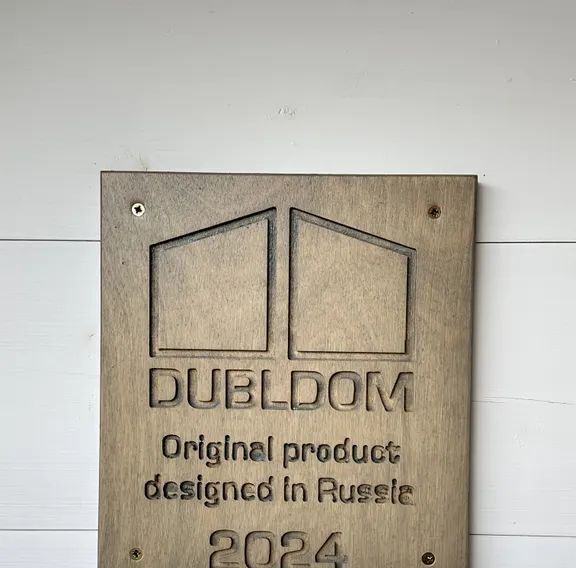 DUBLDOM
Original product
designed in Russia
2024